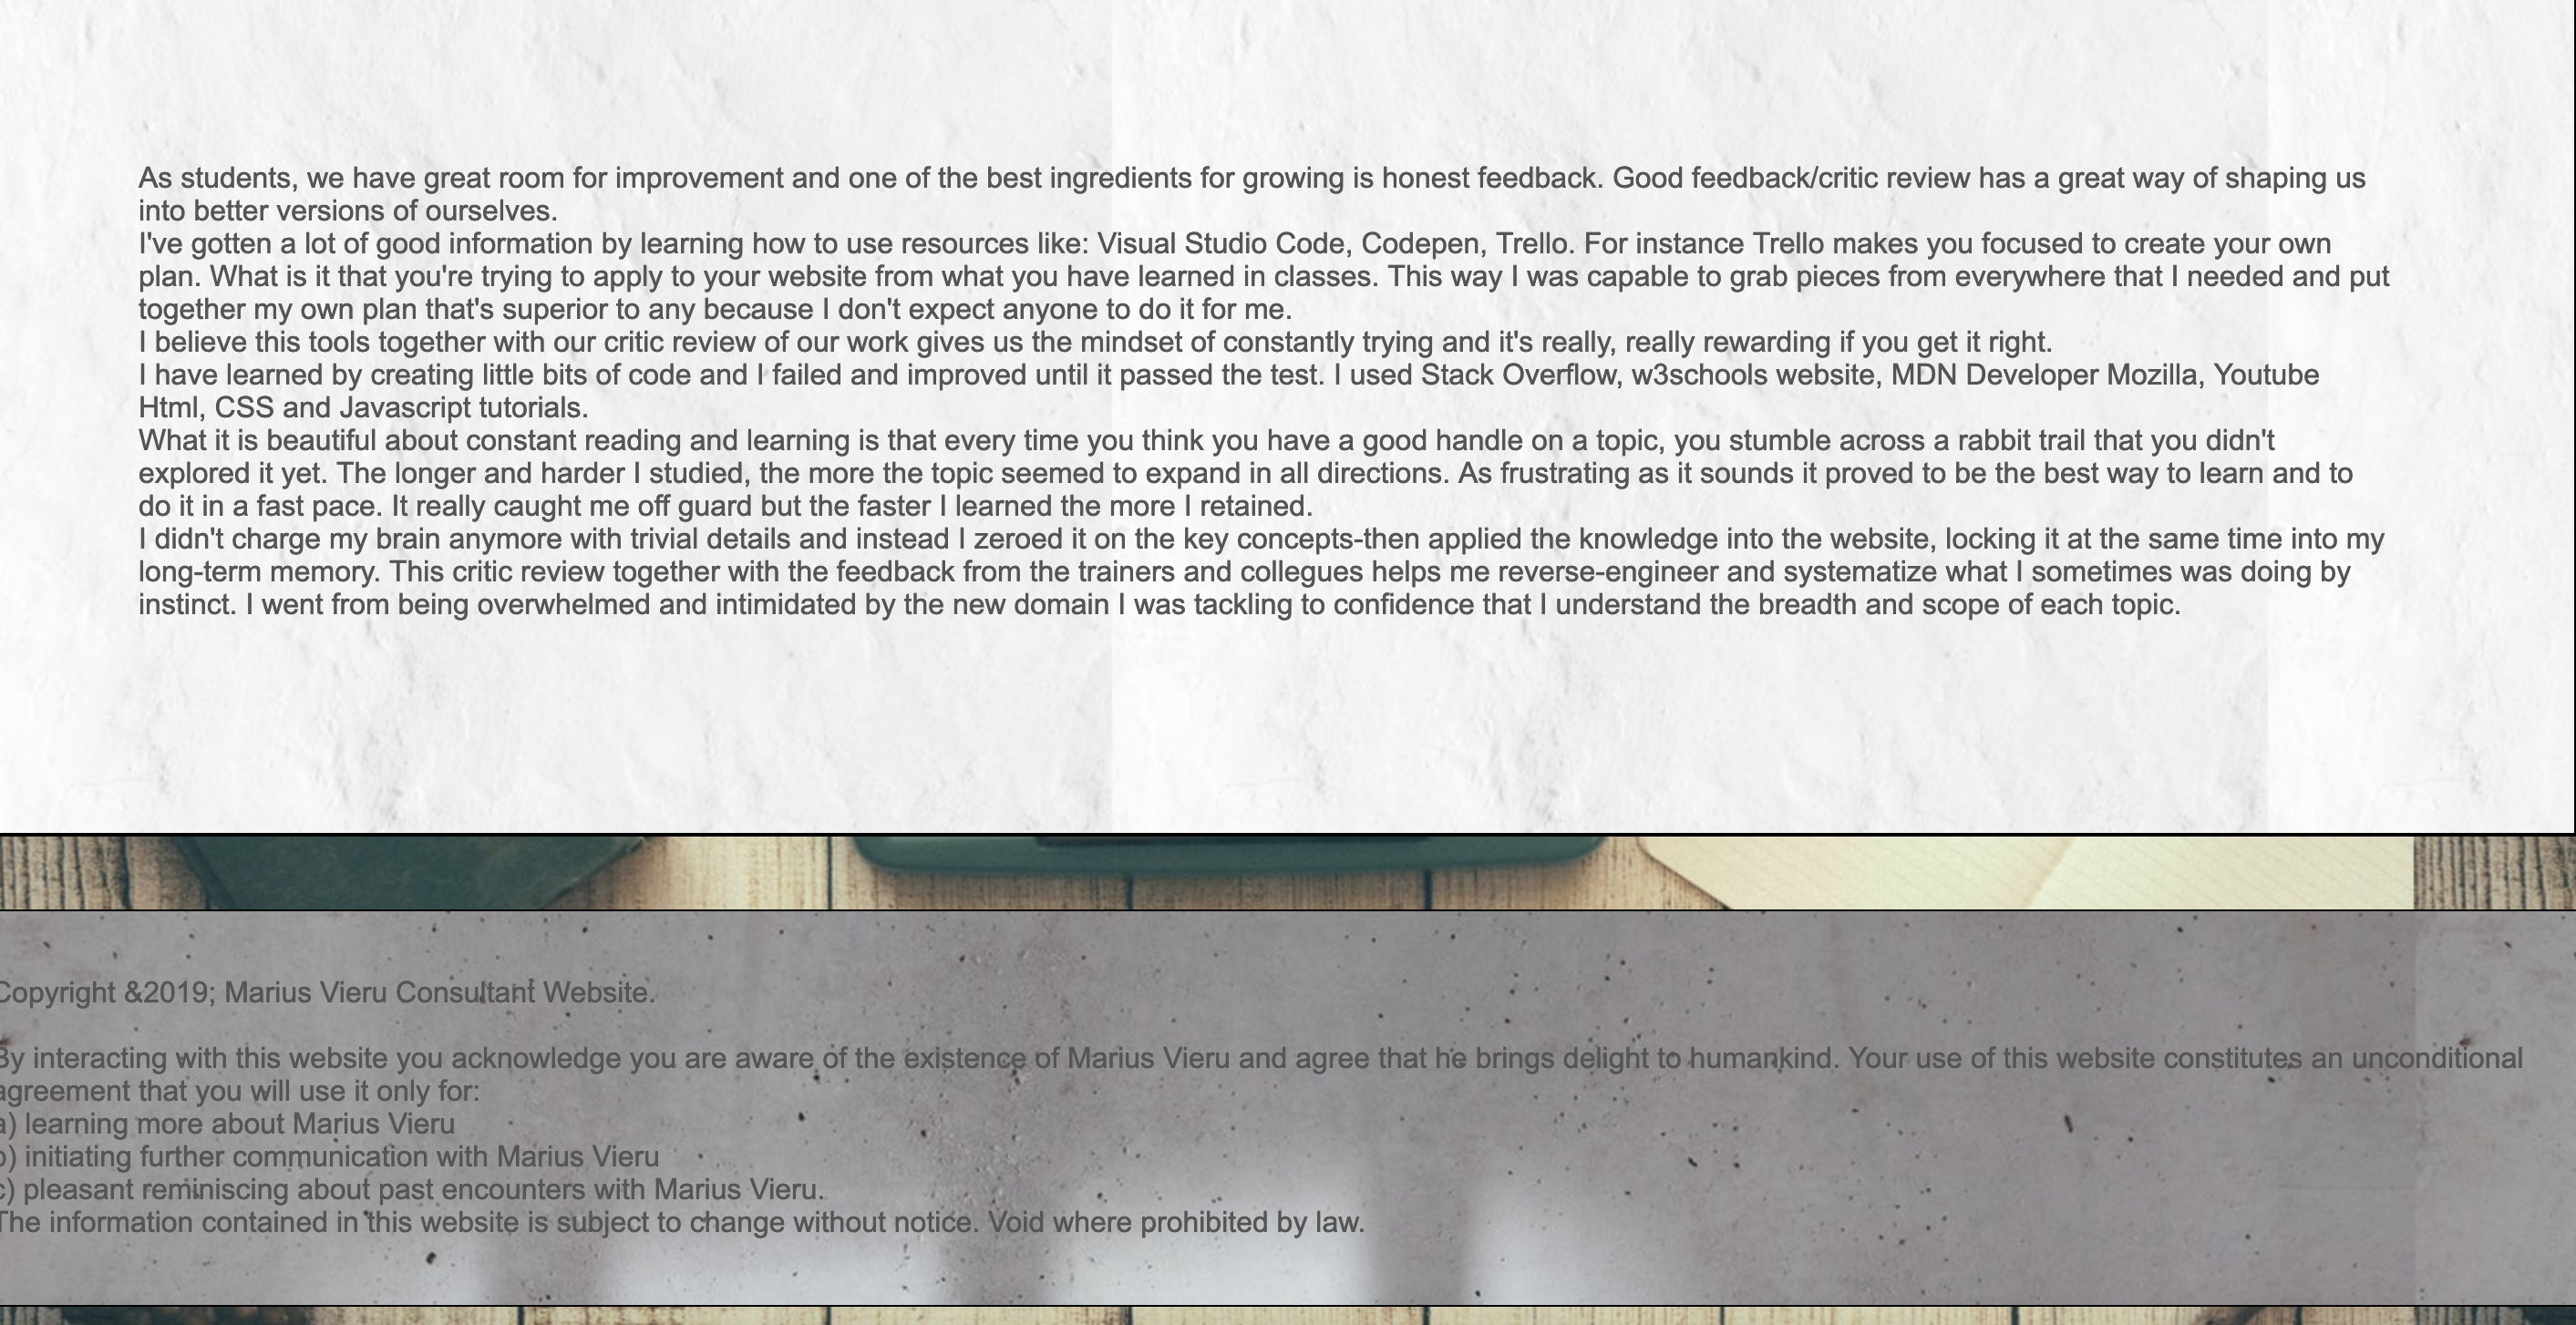 As students, we have great room for improvement and one of the best ingredients for growing is honest feedback. Good feedback/critic review has a great way of shaping us
into better versions of ourselves.
I've gotten a lot of good information by learning how to use resources like: Visual Studio Code, Codepen, Trello. For instance Trello makes you focused to create your own
plan. What is it that you're trying to apply to your website from what you have learned in classes. This way I was capable to grab pieces from everywhere that I needed and put
together my own plan that's superior to any because I don't expect anyone to do it for me.
I believe this tools together with our critic review of our work gives us the mindset of constantly trying and it's really, really rewarding if you get it right.
I have learned by creating little bits of code and I failed and improved until it passed the test. I used Stack Overflow, w3schools website, MDN Developer Mozilla, Youtube
Html, CSS and Javascript tutorials.
What it is beautiful about constant reading and learning is that every time you think you have a good handle on a topic, you stumble across a rabbit trail that you didn't
explored it yet. The longer and harder I studied, the more the topic seemed to expand in all directions. As frustrating as it sounds it proved to be the best way to learn and to
do it in a fast pace. It really caught me off guard but the faster I learned the more I retained.
I didn't charge my brain anymore with trivial details and instead I zeroed it on the key concepts-then applied the knowledge into the website, locking it at the same time into my
long-term memory. This critic review together with the feedback from the trainers and collegues helps me reverse-engineer and systematize what I sometimes was doing by
instinct. I went from being overwhelmed and intimidated by the new domain I was tackling to confidence that I understand the breadth and scope of each topic.
Copyright &2019; Marius Vieru Consultant Website.
By interacting with this website you acknowledge you are aware of the existence of Marius Vieru and agree that he brings delight to humankind. Your use of this website constitutes an unconditional
agreement that you will use it only for:
a) learning more about Marius Vieru
b) initiating further communication with Marius Vieru
c) pleasant reminiscing about past encounters with Marius Vieru.
The information contained in this website is subject to change without notice. Void where prohibited by law.